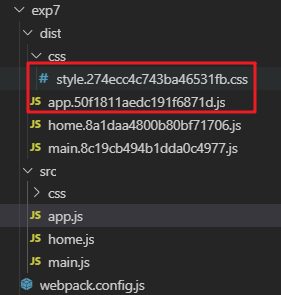 exp7
dist
css
# style.274ecc4c743ba46531fb.css
JS app.50f1811aedc191f6871d.js
JS home.8a1daa4800b80bf71706.js
JS main.8c19cb494b1dda0c4977.js
src
css
JS app.js
JS home.js
JS main.js
webpack.config.js